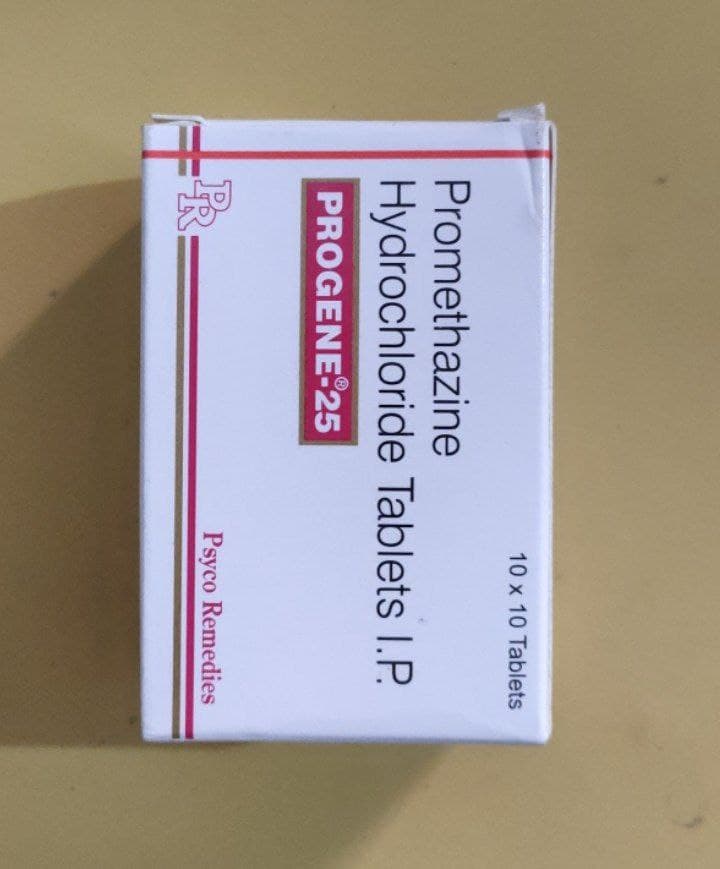 10 x 10 Tablets
Promethazine
Hydrochloride Tablets I.P.
PROGENE®-25
PR
Psyco Remedies